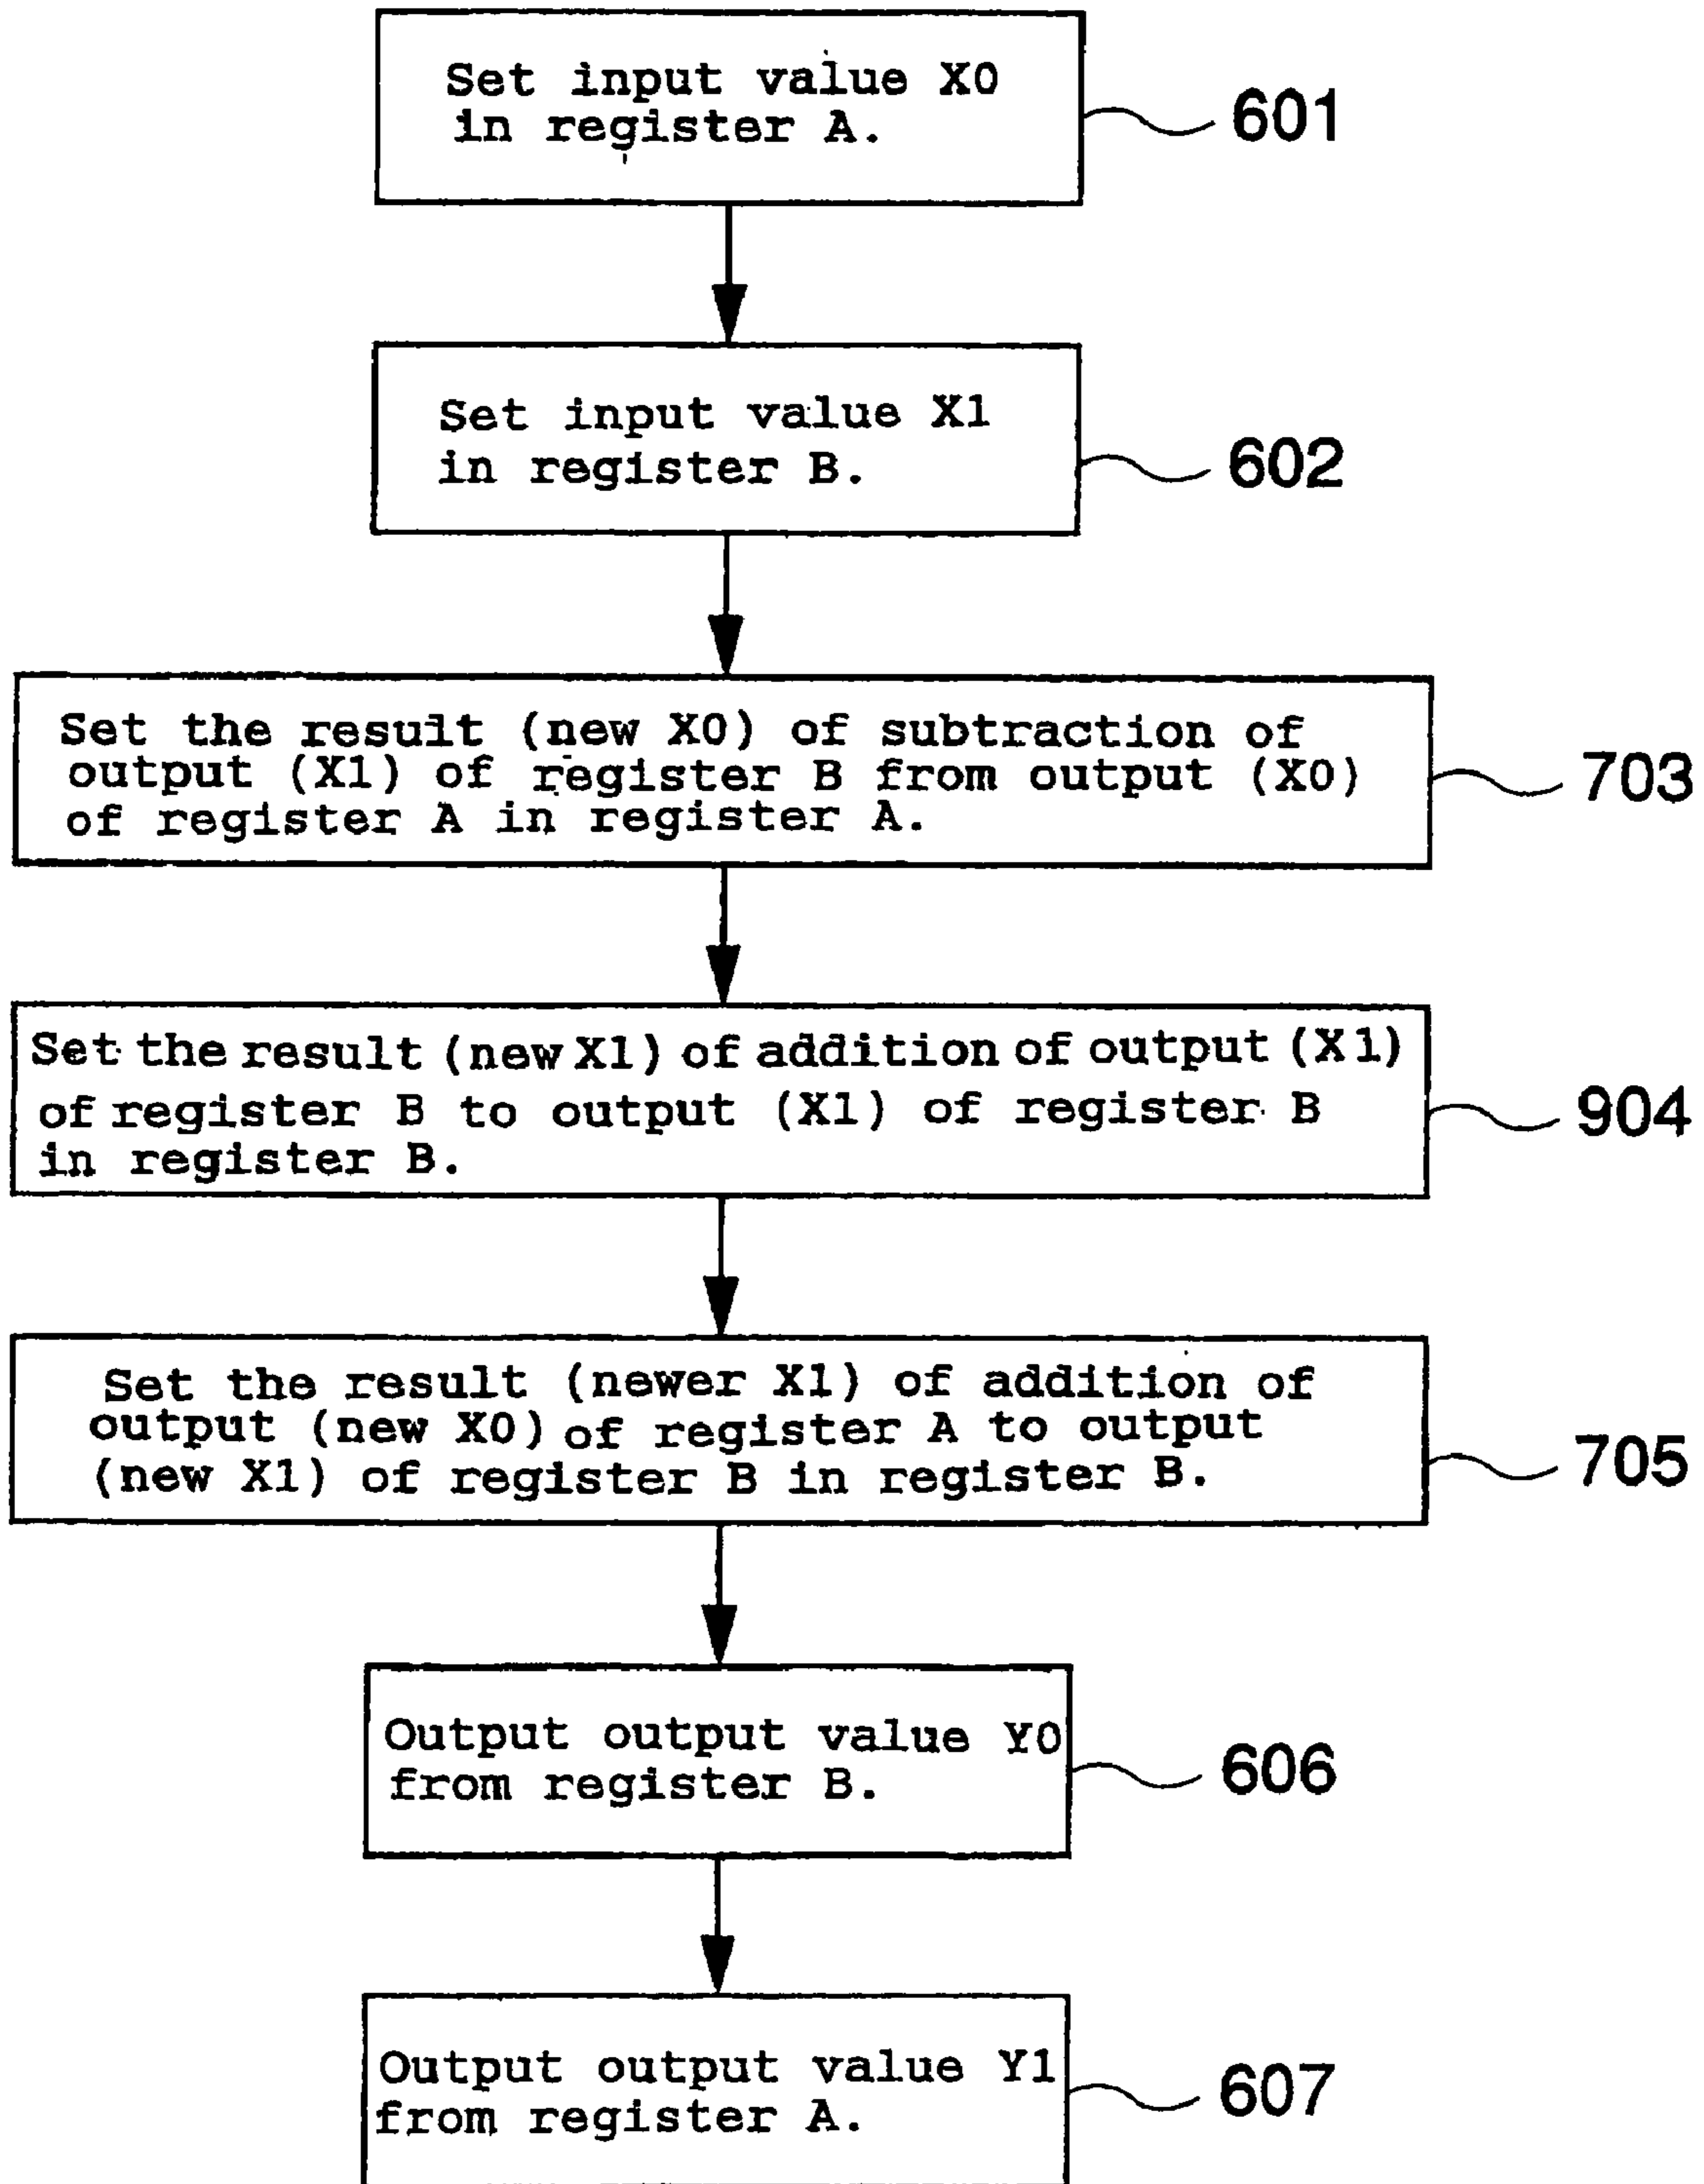 Set input value X0
in register A.
601
Set input value X1
in register B.
602
Set the result (new X0) of subtraction of
output (X1) of register B from output (X0)
of register A in register A.
703
Set the result (new X1) of addition of output (X1)
of register B to output (X1) of register B
in register B.
904
Set the result (newer X1) of addition of
output (new X0) of register A to output
(new X1) of register B in register B.
705
Output output value Y0
from register B.
606
Output output value Y1
from register A.
607